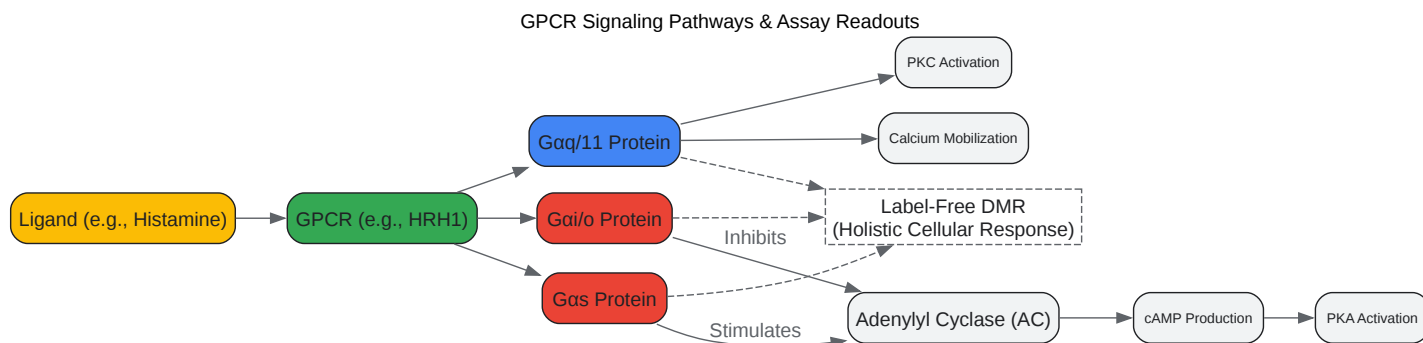 GPCR Signaling Pathways & Assay Readouts
PKC Activation
Gαq/11 Protein
Calcium Mobilization
Ligand (e.g., Histamine)
GPCR (e.g., HRH1)
Gαi/o Protein
Label-Free DMR
(Holistic Cellular Response)
Inhibits
Gαs Protein
Stimulates
Adenylyl Cyclase (AC)
cAMP Production
PKA Activation